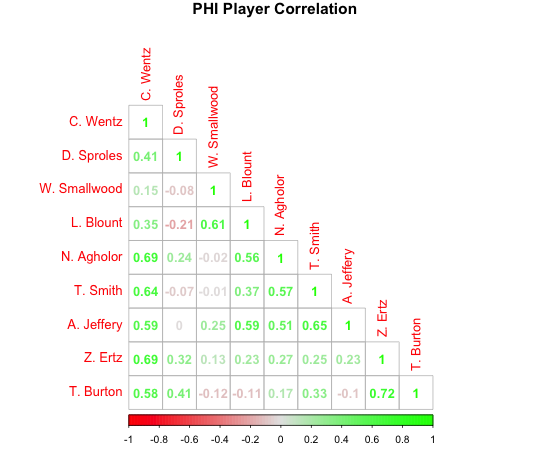 PHI Player Correlation
C. Wentz
D. Sproles
W. Smallwood
L. Blount
N. Agholor
T. Smith
A. Jeffery
Z. Ertz
T. Burton
C. Wentz 1
D. Sproles 0.41 1
W. Smallwood 0.15 -0.08 1
L. Blount 0.35 -0.21 0.61 1
N. Agholor 0.69 0.24 -0.02 0.56 1
T. Smith 0.64 -0.07 -0.01 0.37 0.57 1
A. Jeffery 0.59 0 0.25 0.59 0.51 0.65 1
Z. Ertz 0.69 0.32 0.13 0.23 0.27 0.25 0.23 1
T. Burton 0.58 0.41 -0.12 -0.11 0.17 0.33 -0.1 0.72 1
-1 -0.8 -0.6 -0.4 -0.2 0 0.2 0.4 0.6 0.8 1